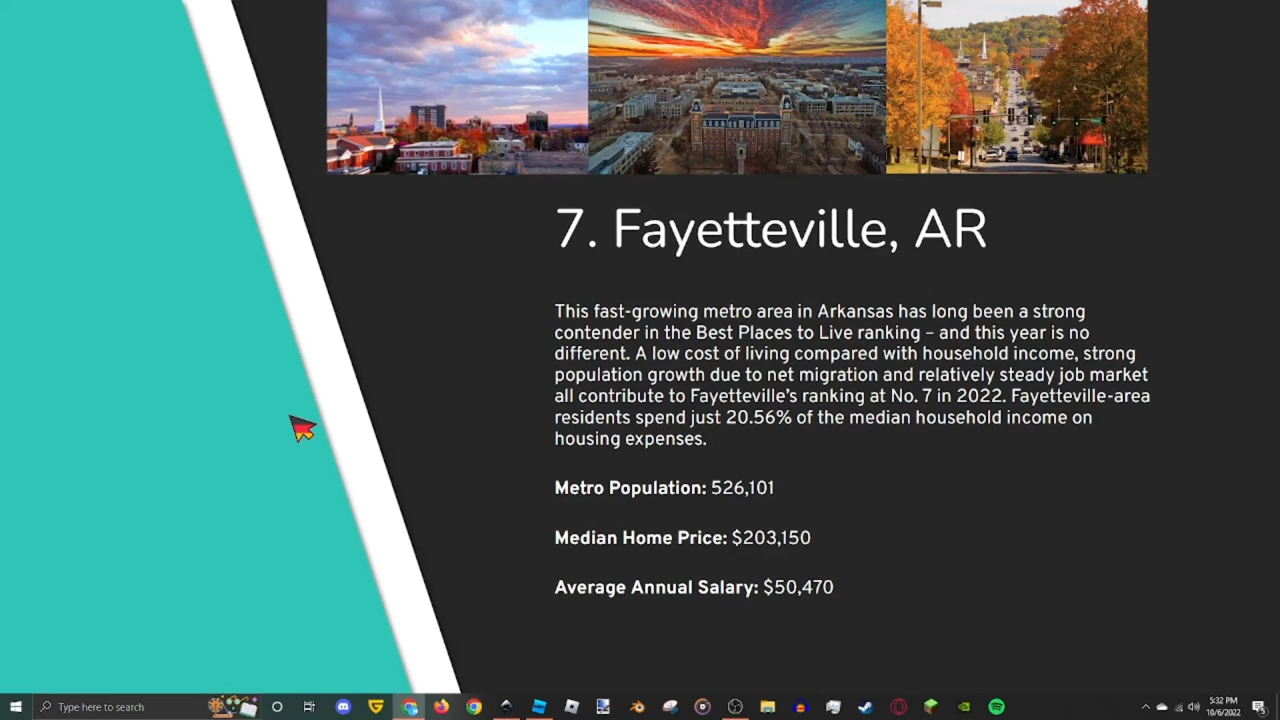 7. Fayetteville, AR
This fast-growing metro area in Arkansas has long been a strong
contender in the Best Places to Live ranking – and this year is no
different. A low cost of living compared with household income, strong
population growth due to net migration and relatively steady job market
all contribute to Fayetteville's ranking at No. 7 in 2022. Fayetteville-area
residents spend just 20.56% of the median household income on
housing expenses.
Metro Population: 526,101
Median Home Price: $203,150
Average Annual Salary: $50,470
Type here to search
5:32 PM
10/6/2022